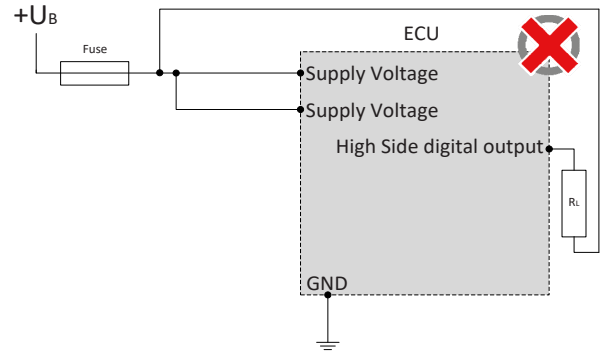 +UB
Fuse
ECU
Supply Voltage
Supply Voltage
High Side digital output
RL
GND